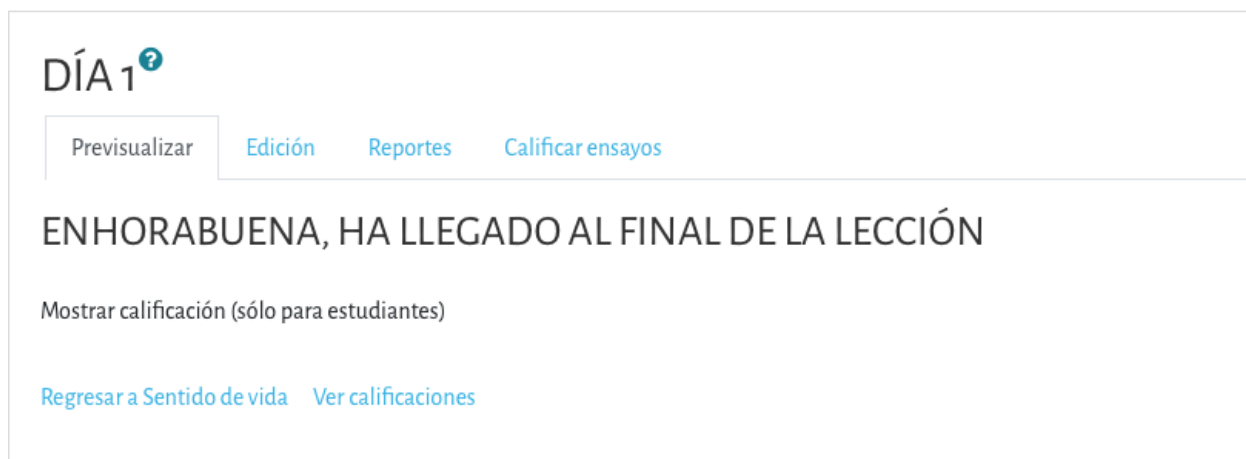 DÍA 1 ?
Previsualizar Edición Reportes Calificar ensayos
ENHORABUENA, HA LLEGADO AL FINAL DE LA LECCIÓN
Mostrar calificación (sólo para estudiantes)
Regresar a Sentido de vida Ver calificaciones